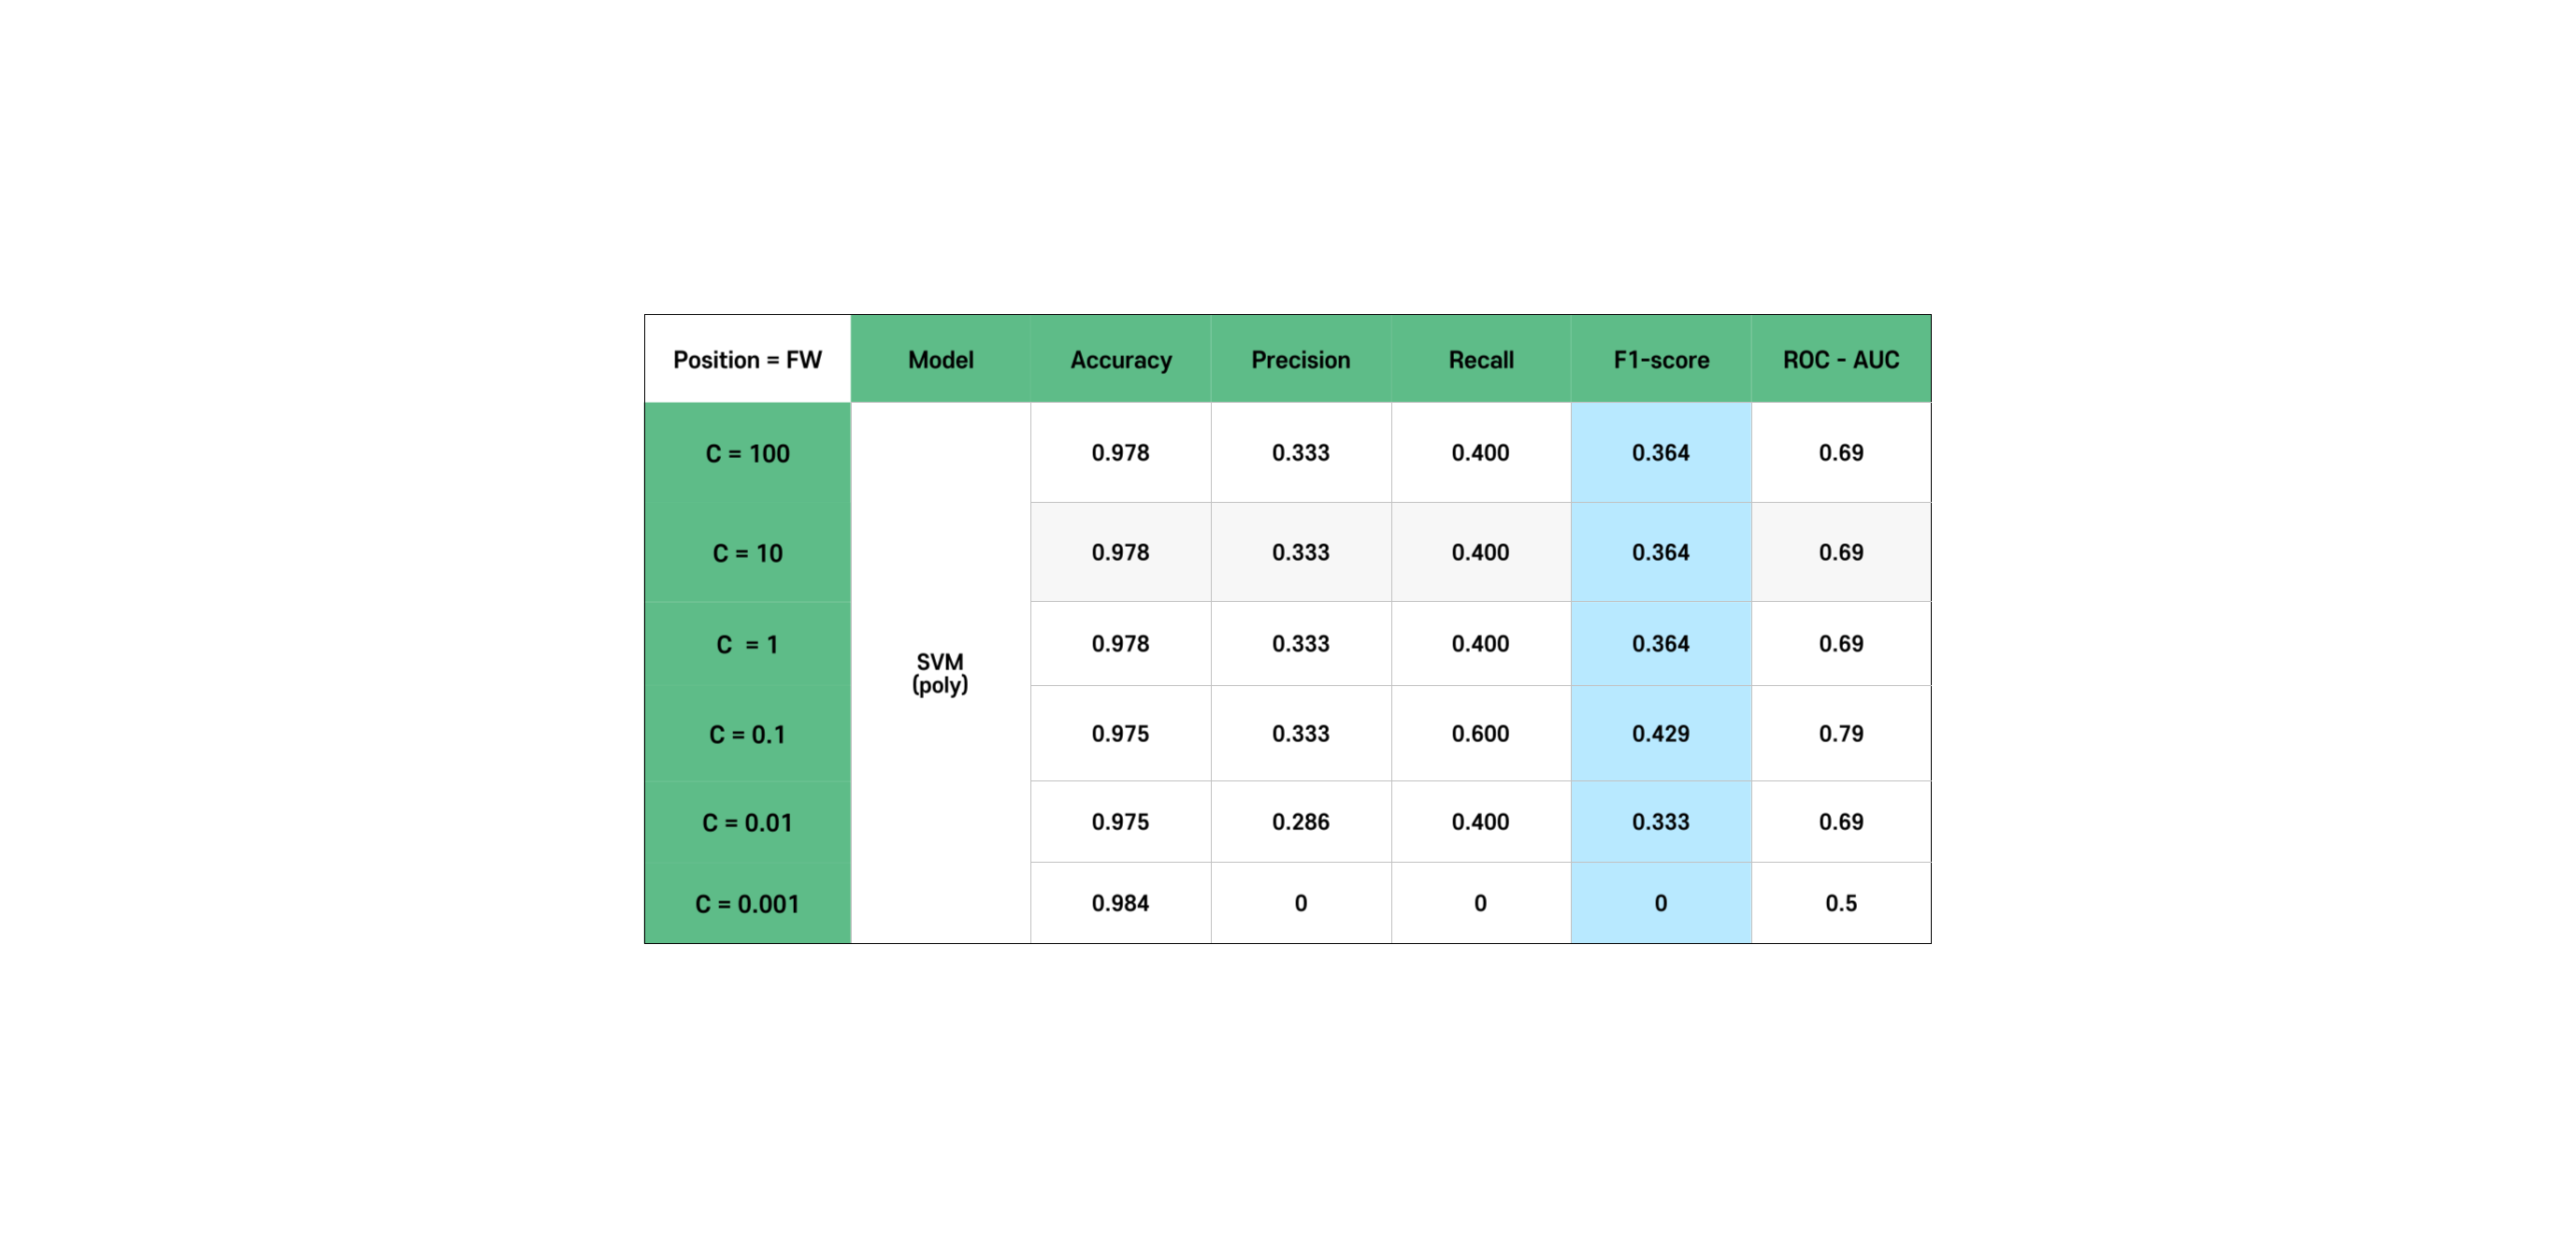 Position = FW Model Accuracy Precision Recall F1-score ROC - AUC
C = 100 0.978 0.333 0.400 0.364 0.69
C = 10 0.978 0.333 0.400 0.364 0.69
C = 1 0.978 0.333 0.400 0.364 0.69
SVM
(poly)
C = 0.1 0.975 0.333 0.600 0.429 0.79
C = 0.01 0.975 0.286 0.400 0.333 0.69
C = 0.001 0.984 0 0 0 0.5